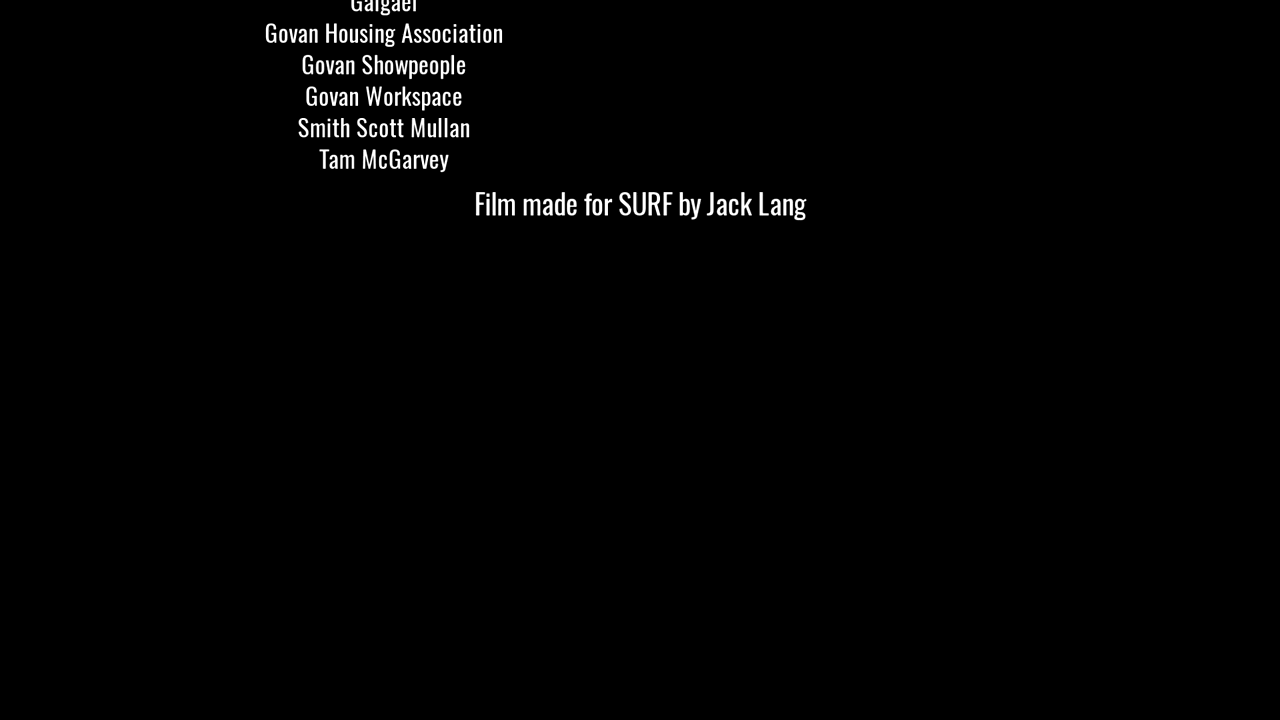 Galgael
Govan Housing Association
Govan Showpeople
Govan Workspace
Smith Scott Mullan
Tam McGarvey
Film made for SURF by Jack Lang